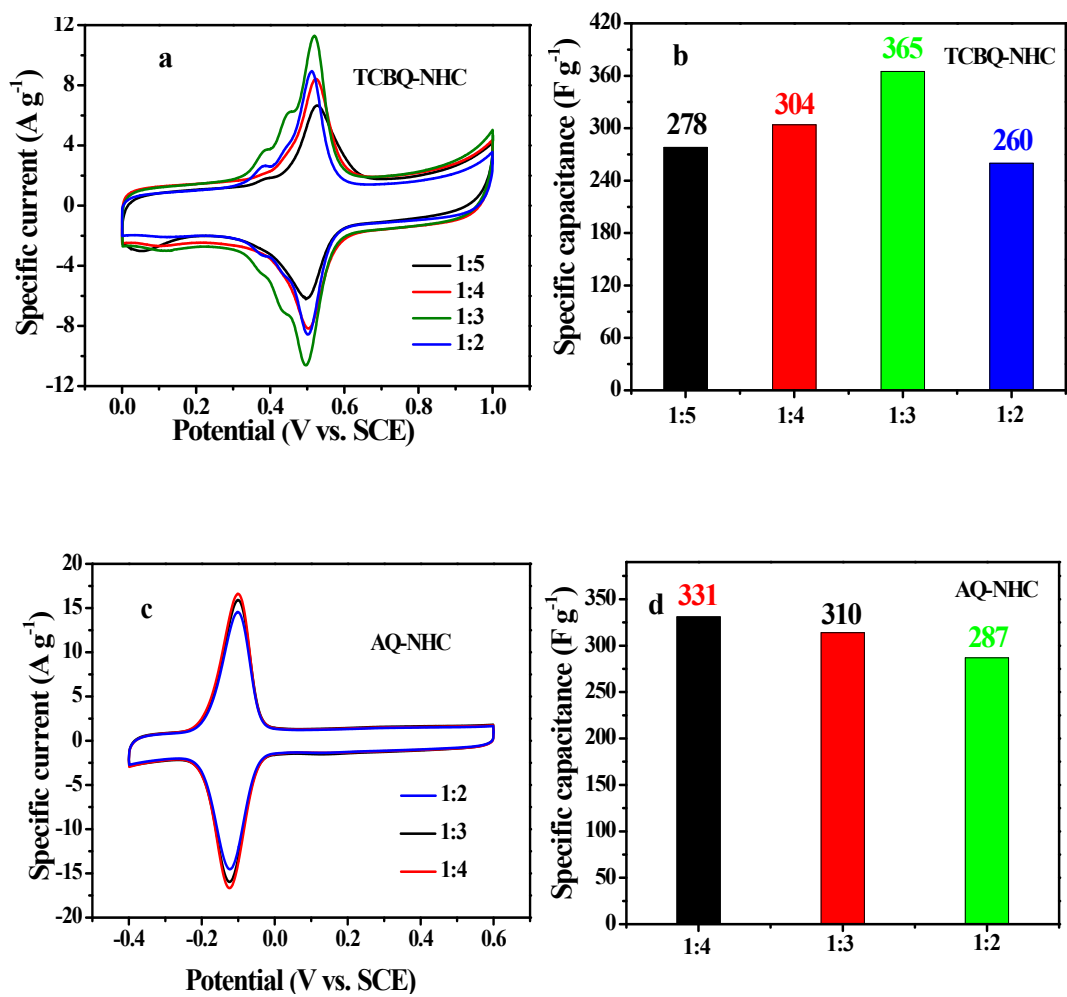 a
TCBQ-NHC
12
8
4
0
-4
-8
-12
Specific current (A g⁻¹)
1:5
1:4
1:3
1:2
0.0 0.2 0.4 0.6 0.8 1.0
Potential (V vs. SCE)
b
TCBQ-NHC
420
360
300
240
180
120
60
0
Specific capacitance (F g⁻¹)
278
304
365
260
1:5 1:4 1:3 1:2
c
AQ-NHC
20
15
10
5
0
-5
-10
-15
-20
Specific current (A g⁻¹)
1:2
1:3
1:4
-0.4 -0.2 0.0 0.2 0.4 0.6
Potential (V vs. SCE)
d
AQ-NHC
350
300
250
200
150
100
50
0
Specific capacitance (F g⁻¹)
331
310
287
1:4 1:3 1:2